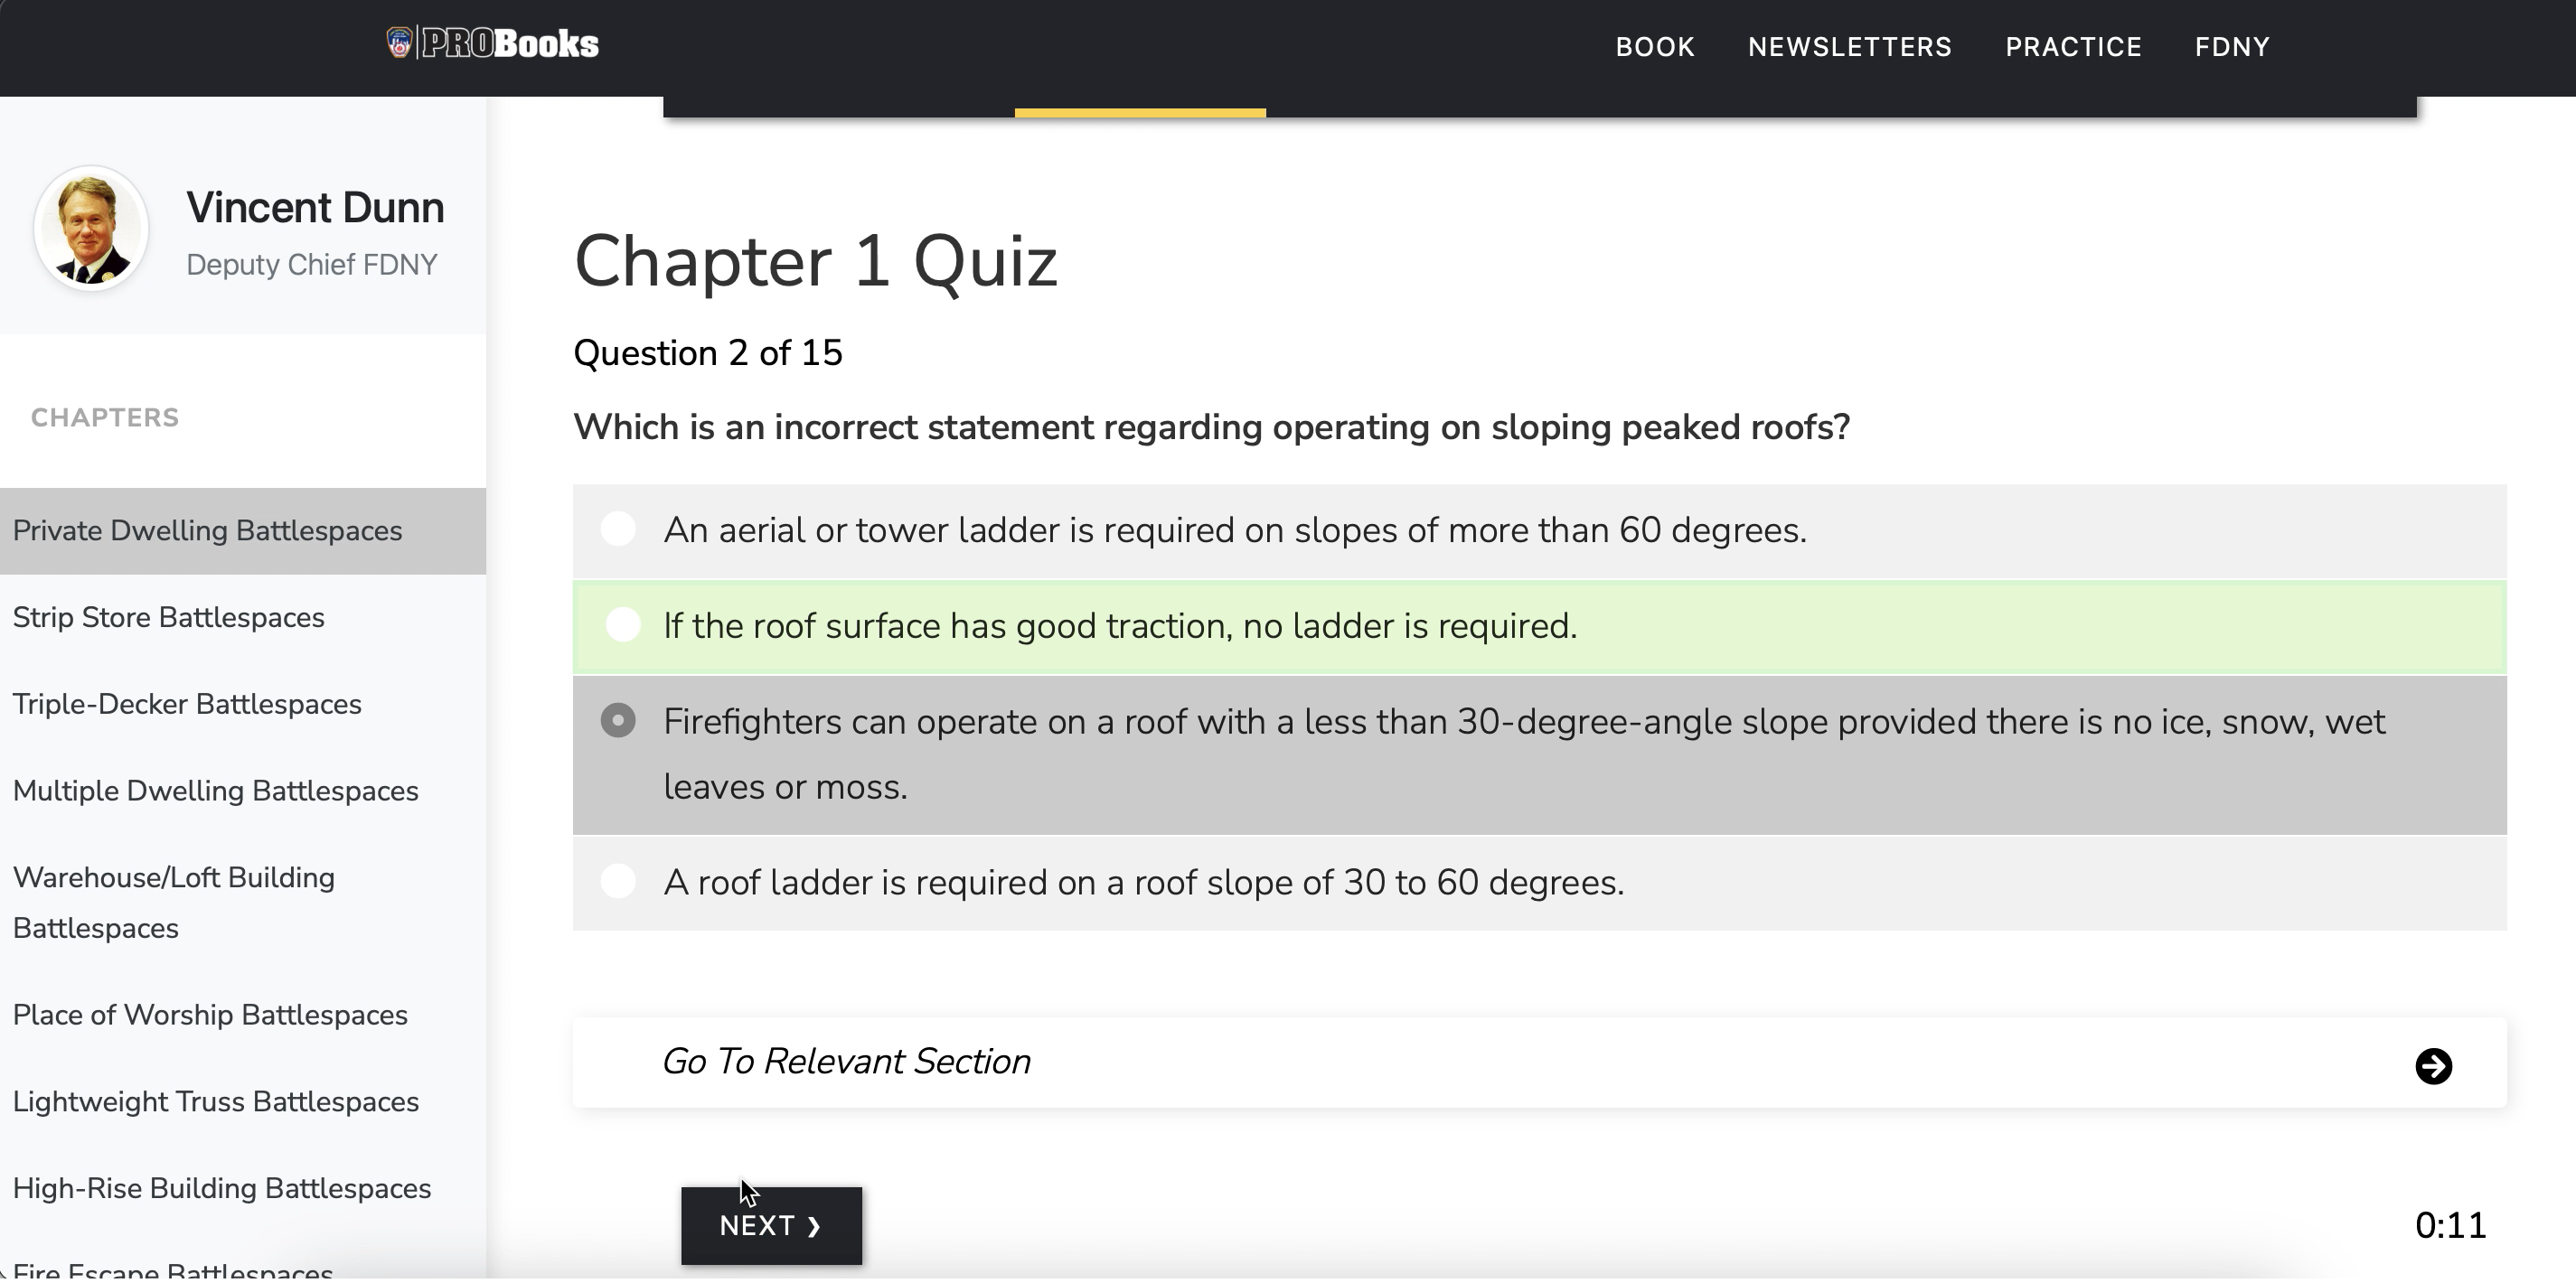 PROBooks
BOOK NEWSLETTERS PRACTICE FDNY
Vincent Dunn
Deputy Chief FDNY
CHAPTERS
Private Dwelling Battlespaces
Strip Store Battlespaces
Triple-Decker Battlespaces
Multiple Dwelling Battlespaces
Warehouse/Loft Building
Battlespaces
Place of Worship Battlespaces
Lightweight Truss Battlespaces
High-Rise Building Battlespaces
Fire Escape Battlespaces
Chapter 1 Quiz
Question 2 of 15
Which is an incorrect statement regarding operating on sloping peaked roofs?
An aerial or tower ladder is required on slopes of more than 60 degrees.
If the roof surface has good traction, no ladder is required.
Firefighters can operate on a roof with a less than 30-degree-angle slope provided there is no ice, snow, wet
leaves or moss.
A roof ladder is required on a roof slope of 30 to 60 degrees.
Go To Relevant Section
NEXT ❯
0:11